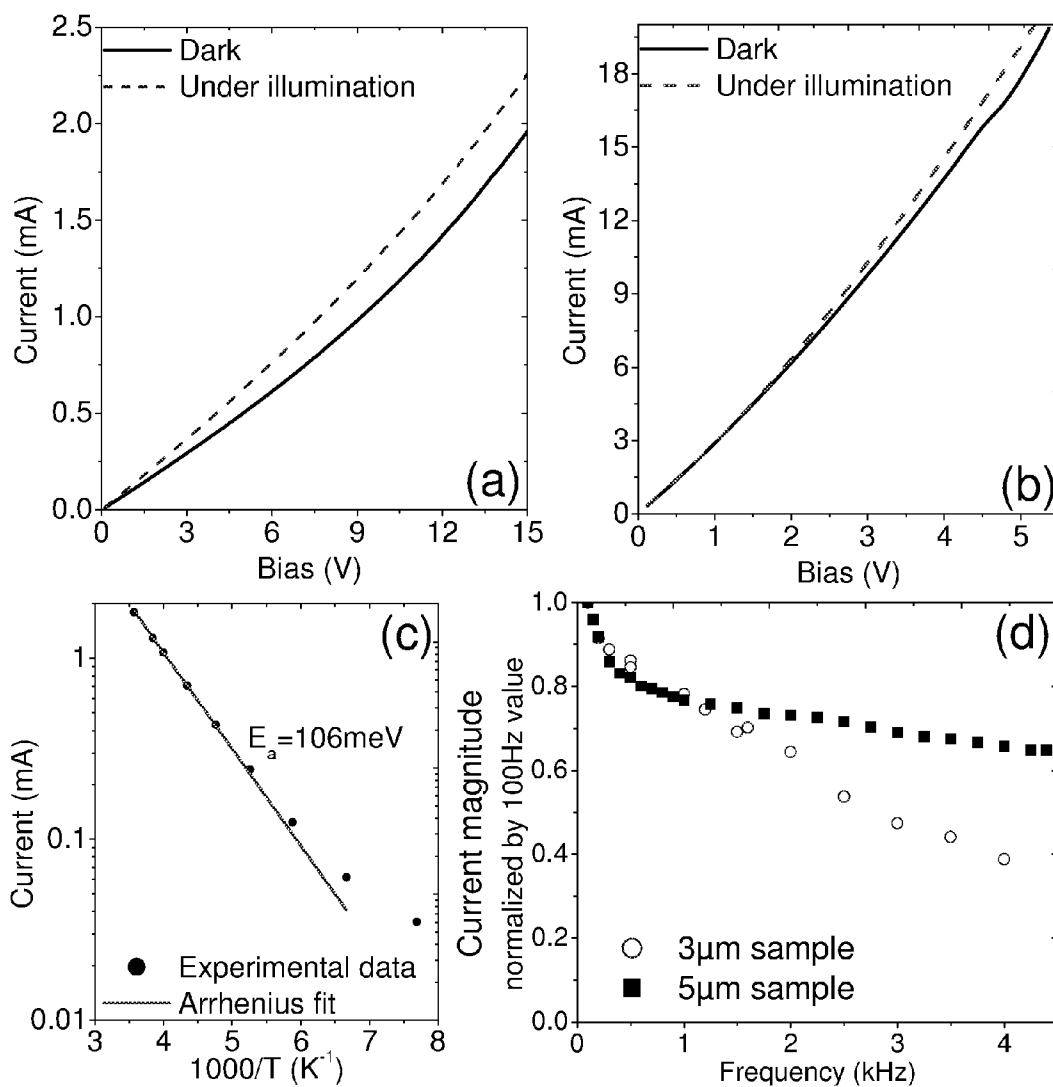 2.5
Dark
Under illumination
2.0
1.5
1.0
0.5
0.0
Current (mA)
(a)
0 3 6 9 12 15
Bias (V)
Dark
Under illumination
18
15
12
9
6
3
0
Current (mA)
(b)
0 1 2 3 4 5
Bias (V)
(c)
1
0.1
0.01
Current (mA)
E_a=106meV
Experimental data
Arrhenius fit
3 4 5 6 7 8
1000/T (K⁻¹)
1.0
(d)
0.8
0.6
0.4
0.2
0.0
Current magnitude
normalized by 100Hz value
3µm sample
5µm sample
0 1 2 3 4
Frequency (kHz)